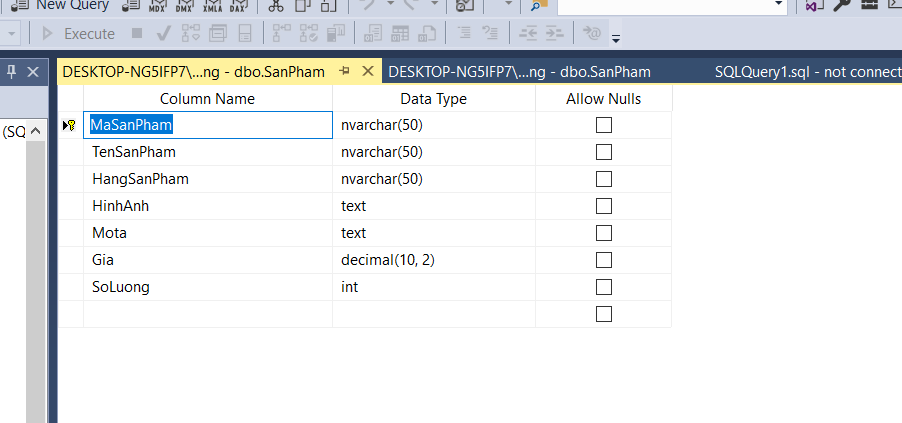 New Query MDX DMX XMLA DAX
Execute
DESKTOP-NG5IFP7\...ng - dbo.SanPham DESKTOP-NG5IFP7\...ng - dbo.SanPham SQLQuery1.sql - not connect
(SQ
Column Name Data Type Allow Nulls
MaSanPham nvarchar(50)
TenSanPham nvarchar(50)
HangSanPham nvarchar(50)
HinhAnh text
Mota text
Gia decimal(10, 2)
SoLuong int